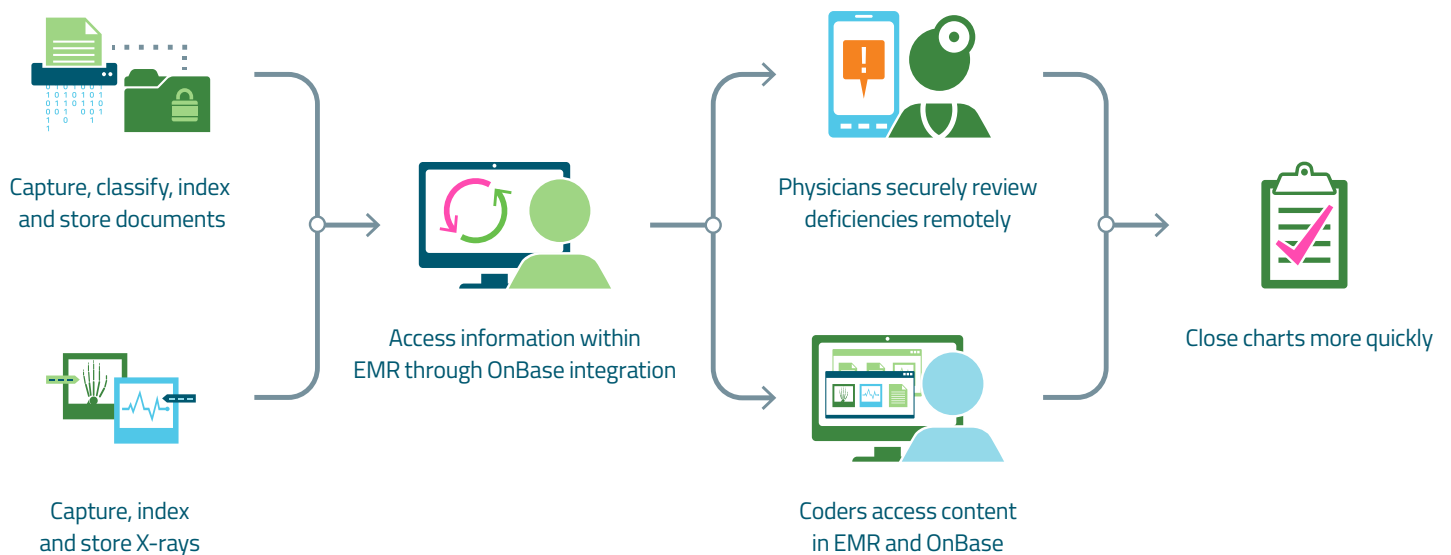 Capture, classify, index
and store documents
Capture, index
and store X-rays
Access information within
EMR through OnBase integration
!
Physicians securely review
deficiencies remotely
Coders access content
in EMR and OnBase
Close charts more quickly